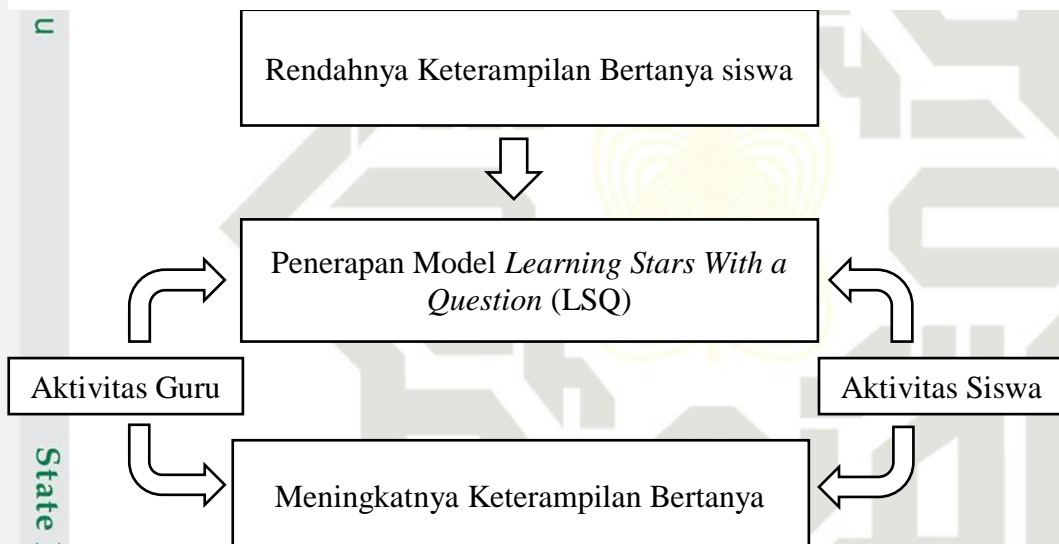 u
Rendahnya Keterampilan Bertanya siswa
Penerapan Model Learning Stars With a
Question (LSQ)
Aktivitas Guru
Aktivitas Siswa
Meningkatnya Keterampilan Bertanya
State